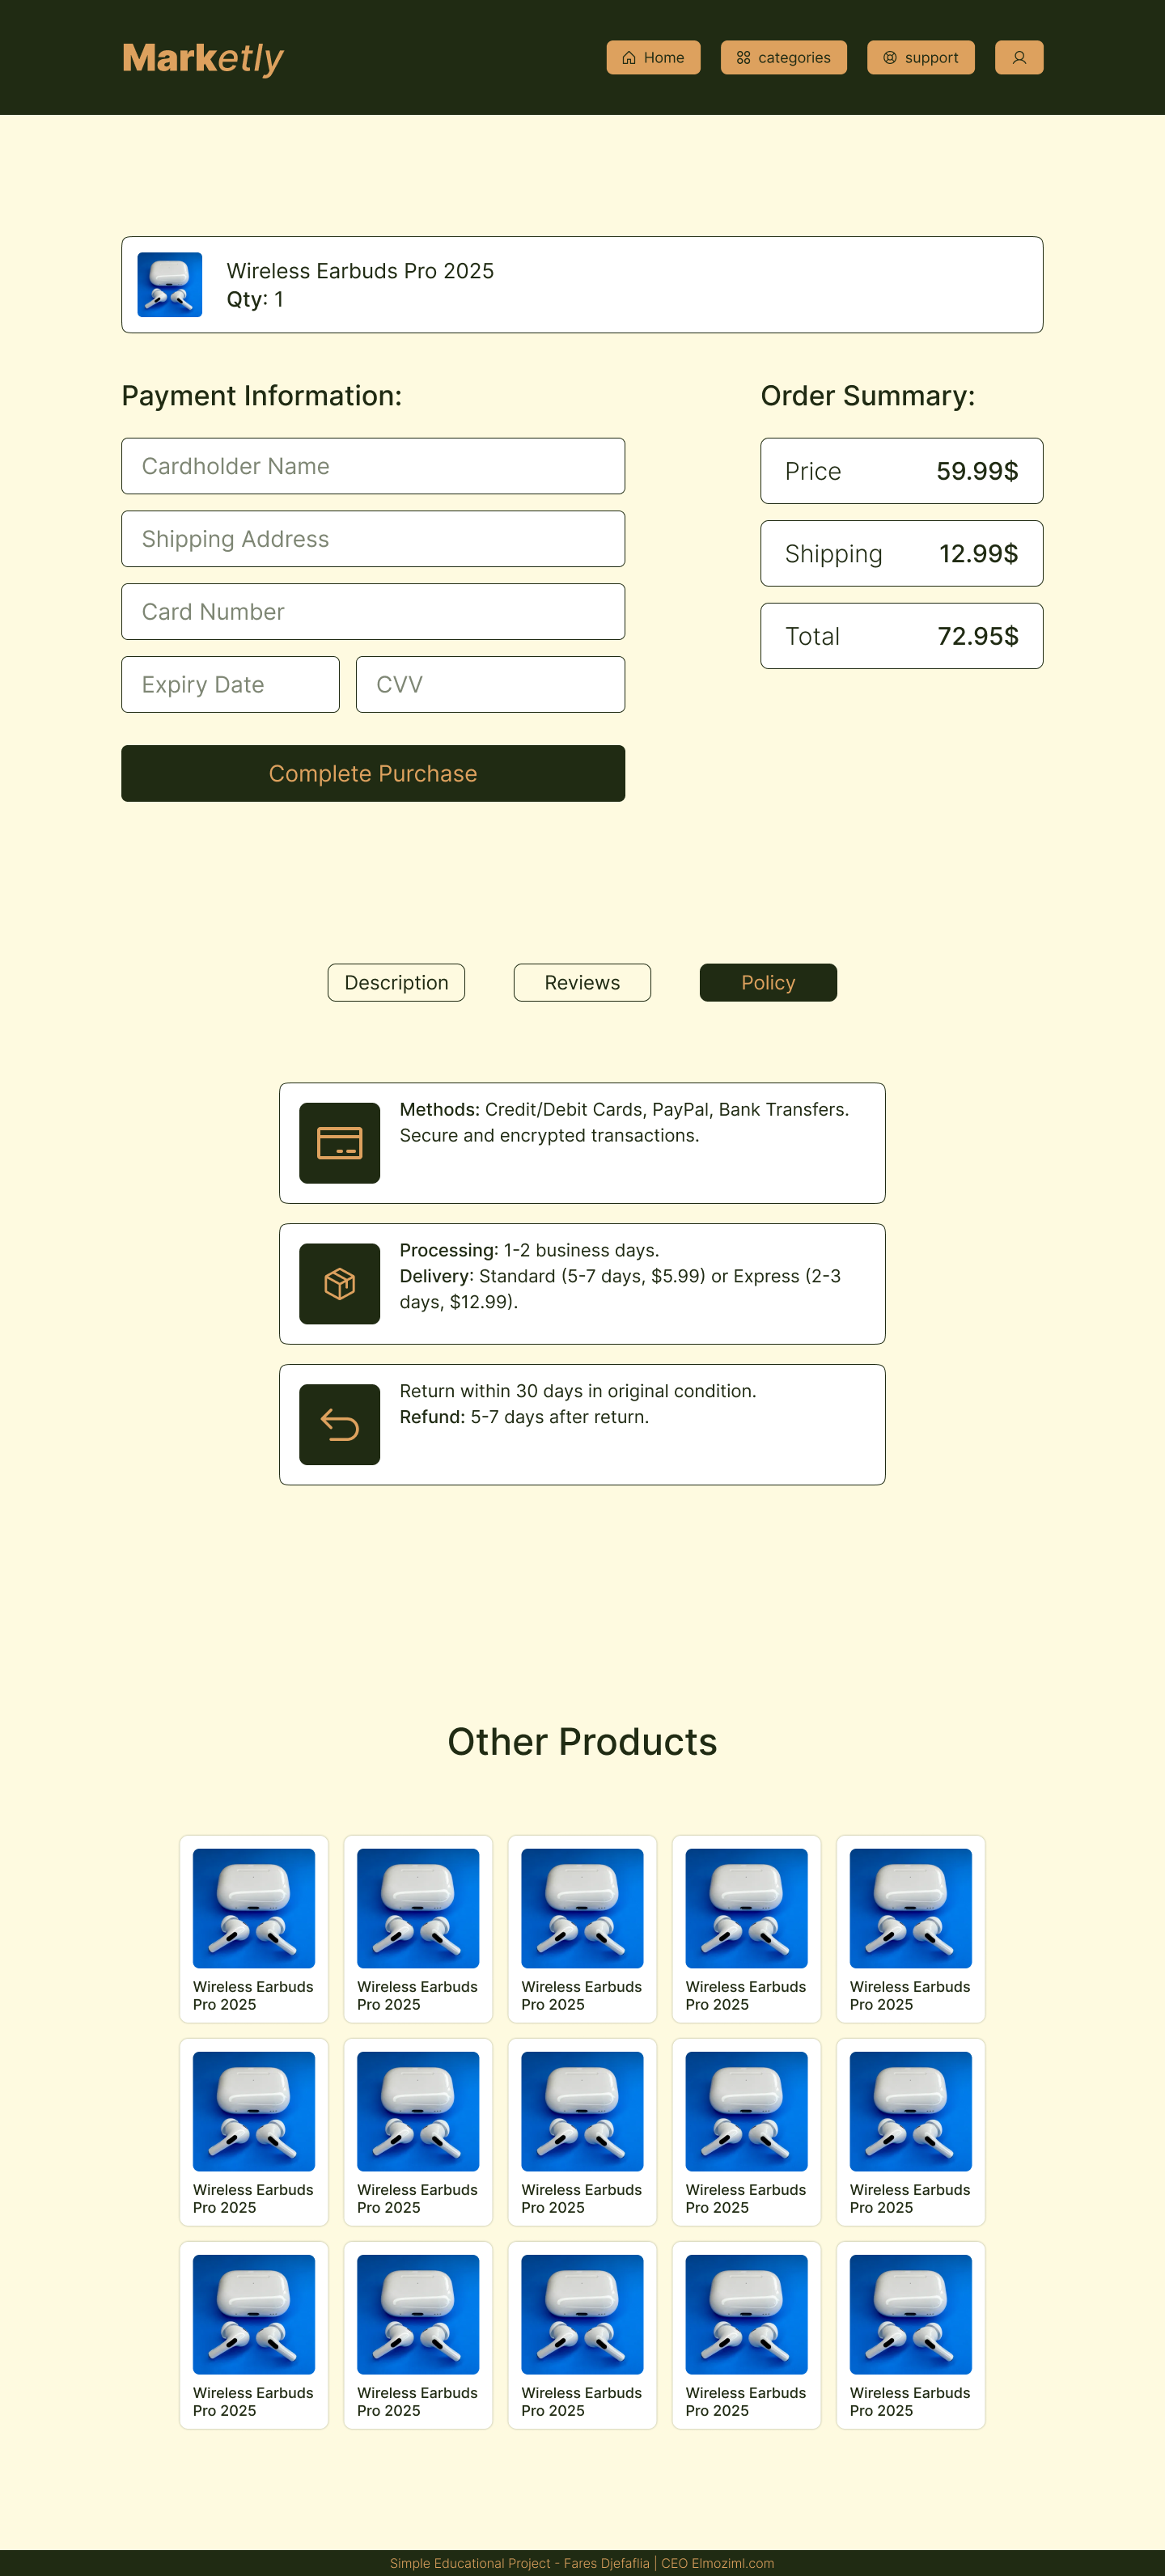 Marketly
Home
categories
support
Wireless Earbuds Pro 2025
Qty: 1
Payment Information:
Cardholder Name
Shipping Address
Card Number
Expiry Date
CVV
Complete Purchase
Order Summary:
Price 59.99$
Shipping 12.99$
Total 72.95$
Description
Reviews
Policy
Methods: Credit/Debit Cards, PayPal, Bank Transfers.
Secure and encrypted transactions.
Processing: 1-2 business days.
Delivery: Standard (5-7 days, $5.99) or Express (2-3
days, $12.99).
Return within 30 days in original condition.
Refund: 5-7 days after return.
Other Products
Wireless Earbuds
Pro 2025
Wireless Earbuds
Pro 2025
Wireless Earbuds
Pro 2025
Wireless Earbuds
Pro 2025
Wireless Earbuds
Pro 2025
Wireless Earbuds
Pro 2025
Wireless Earbuds
Pro 2025
Wireless Earbuds
Pro 2025
Wireless Earbuds
Pro 2025
Wireless Earbuds
Pro 2025
Wireless Earbuds
Pro 2025
Wireless Earbuds
Pro 2025
Wireless Earbuds
Pro 2025
Wireless Earbuds
Pro 2025
Wireless Earbuds
Pro 2025
Simple Educational Project - Fares Djefaflia | CEO Elmoziml.com